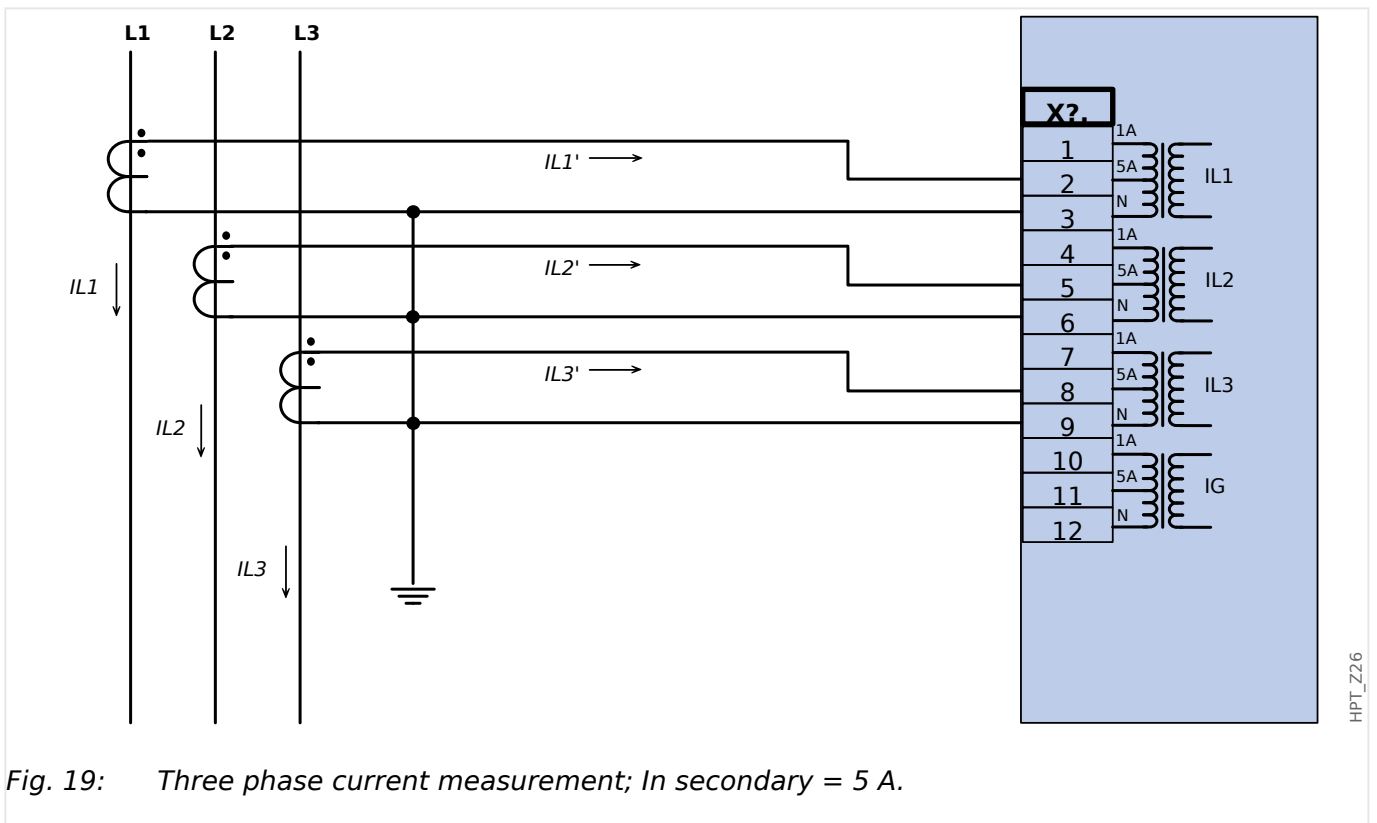 L1 L2 L3
X?.
1A
1
IL1'
5A
IL1
2
N
3
1A
4
IL2'
5A
IL2
IL1
5
N
6
1A
7
IL3'
5A
IL3
8
N
IL2
9
1A
10
5A
IG
11
N
12
IL3
HPT_Z26
Fig. 19: Three phase current measurement; In secondary = 5 A.